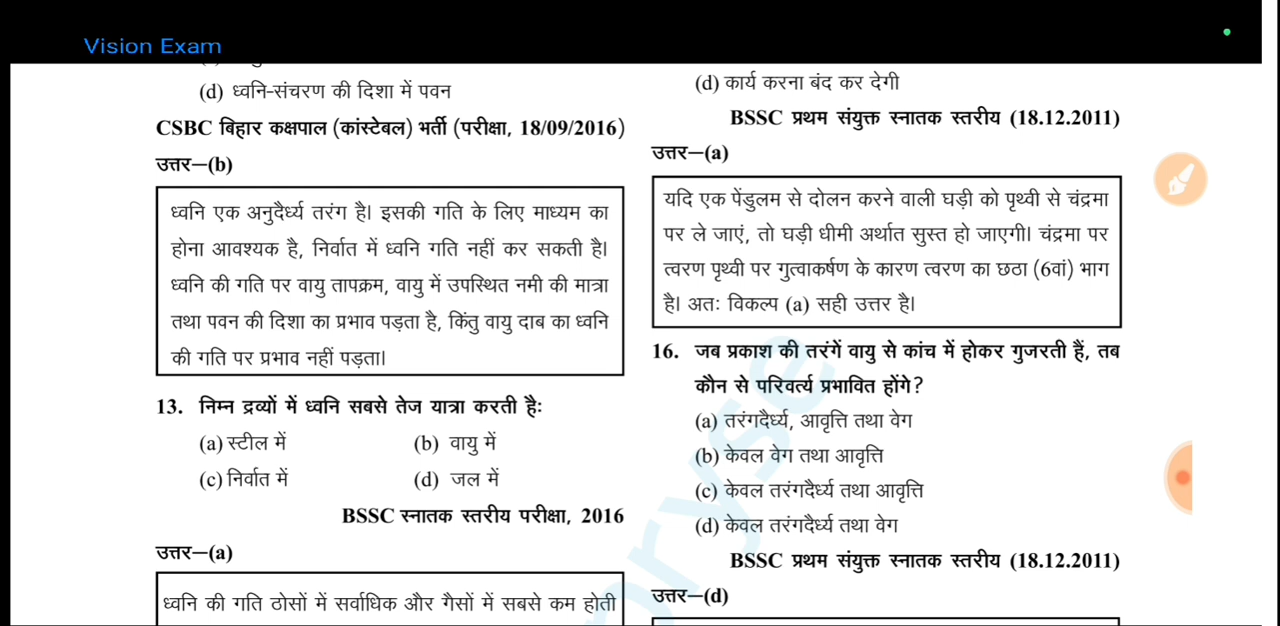 Vision Exam
(d) ध्वनि-संचरण की दिशा में पवन
CSBC बिहार कक्षपाल (कांस्टेबल) भर्ती (परीक्षा, 18/09/2016)
उत्तर–(b)
ध्वनि एक अनुदैर्ध्य तरंग है। इसकी गति के लिए माध्यम का
होना आवश्यक है, निर्वात में ध्वनि गति नहीं कर सकती है।
ध्वनि की गति पर वायु तापक्रम, वायु में उपस्थित नमी की मात्रा
तथा पवन की दिशा का प्रभाव पड़ता है, किंतु वायु दाब का ध्वनि
की गति पर प्रभाव नहीं पड़ता।
13. निम्न द्रव्यों में ध्वनि सबसे तेज यात्रा करती है:
(a) स्टील में (b) वायु में
(c) निर्वात में (d) जल में
BSSC स्नातक स्तरीय परीक्षा, 2016
उत्तर–(a)
ध्वनि की गति ठोसों में सर्वाधिक और गैसों में सबसे कम होती
(d) कार्य करना बंद कर देगी
BSSC प्रथम संयुक्त स्नातक स्तरीय (18.12.2011)
उत्तर–(a)
यदि एक पेंडुलम से दोलन करने वाली घड़ी को पृथ्वी से चंद्रमा
पर ले जाएं, तो घड़ी धीमी अर्थात सुस्त हो जाएगी। चंद्रमा पर
त्वरण पृथ्वी पर गुत्वाकर्षण के कारण त्वरण का छठा (6वां) भाग
है। अतः विकल्प (a) सही उत्तर है।
16. जब प्रकाश की तरंगें वायु से कांच में होकर गुजरती हैं, तब
कौन से परिवर्त्य प्रभावित होंगे?
(a) तरंगदैर्ध्य, आवृत्ति तथा वेग
(b) केवल वेग तथा आवृत्ति
(c) केवल तरंगदैर्ध्य तथा आवृत्ति
(d) केवल तरंगदैर्ध्य तथा वेग
BSSC प्रथम संयुक्त स्नातक स्तरीय (18.12.2011)
उत्तर–(d)